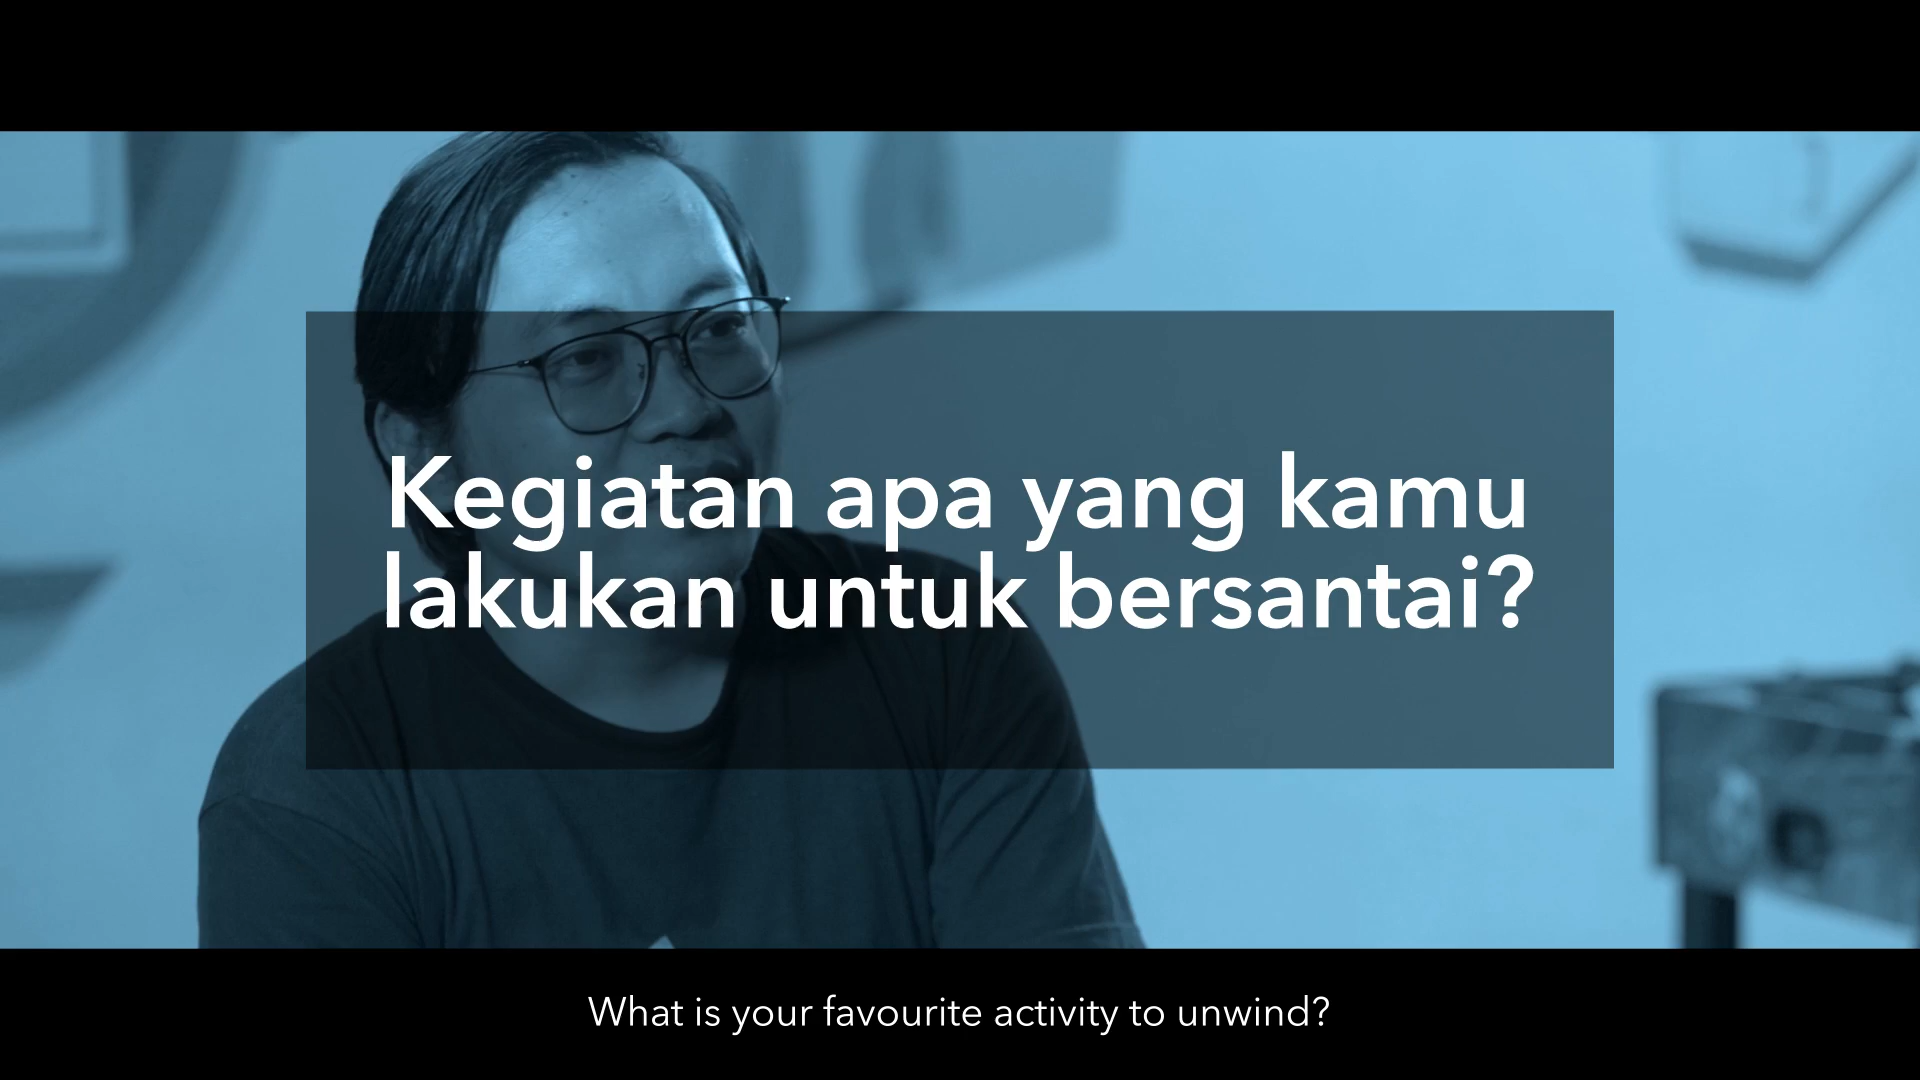 Kegiatan apa yang kamu
lakukan untuk bersantai?
What is your favourite activity to unwind?